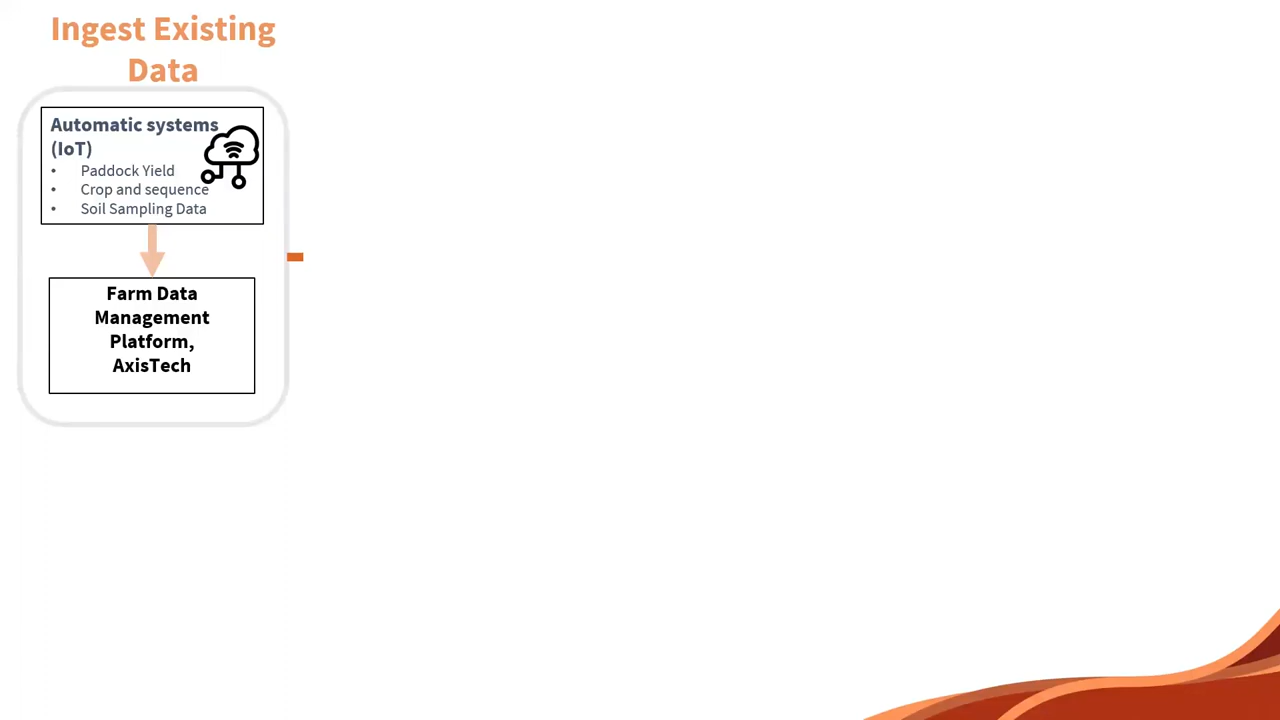 Ingest Existing
Data
Automatic systems
(IoT)
• Paddock Yield
• Crop and sequence
• Soil Sampling Data
Farm Data
Management
Platform,
AxisTech